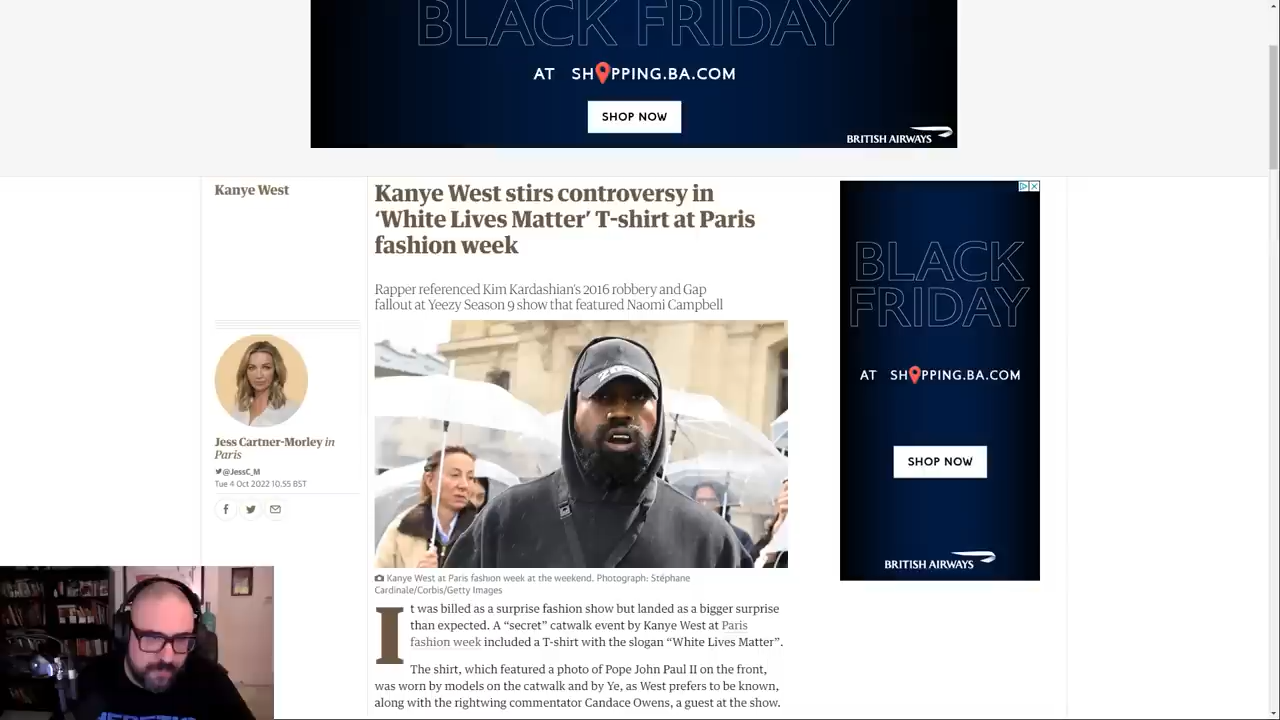 BLACK FRIDAY
AT SHOPPING.BA.COM
SHOP NOW
BRITISH AIRWAYS
Kanye West
Kanye West stirs controversy in
‘White Lives Matter’ T-shirt at Paris
fashion week
Rapper referenced Kim Kardashian's 2016 robbery and Gap
fallout at Yeezy Season 9 show that featured Naomi Campbell
Jess Cartner-Morley in
Paris
@JessC_M
Tue 4 Oct 2022 10.55 BST
Kanye West at Paris fashion week at the weekend. Photograph: Stéphane
Cardinale/Corbis/Getty Images
It was billed as a surprise fashion show but landed as a bigger surprise
than expected. A “secret” catwalk event by Kanye West at Paris
fashion week included a T-shirt with the slogan “White Lives Matter”.
The shirt, which featured a photo of Pope John Paul II on the front,
was worn by models on the catwalk and by Ye, as West prefers to be known,
along with the rightwing commentator Candace Owens, a guest at the show.
BLACK
FRIDAY
AT SHOPPING.BA.COM
SHOP NOW
BRITISH AIRWAYS